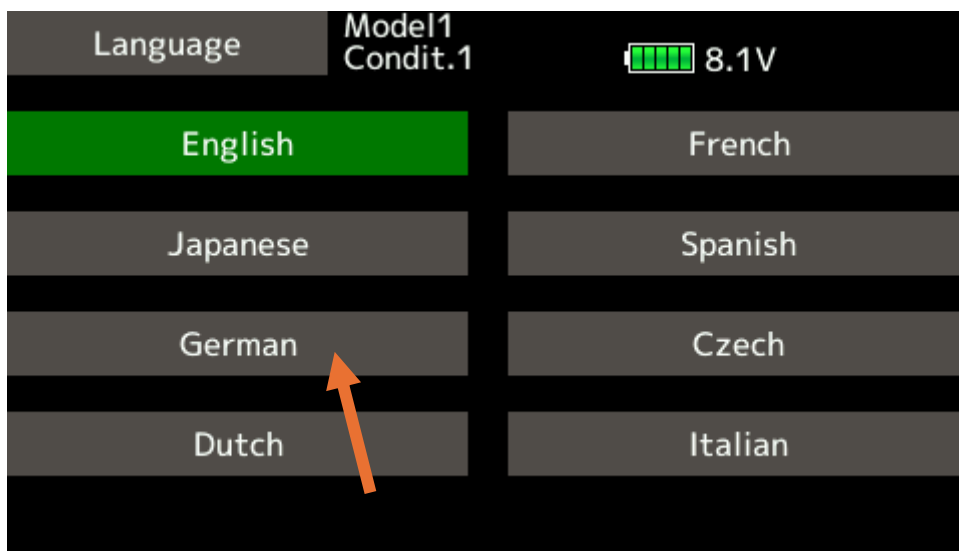 Language
Model1
Condit.1
8.1V
English
French
Japanese
Spanish
German
Czech
Dutch
Italian